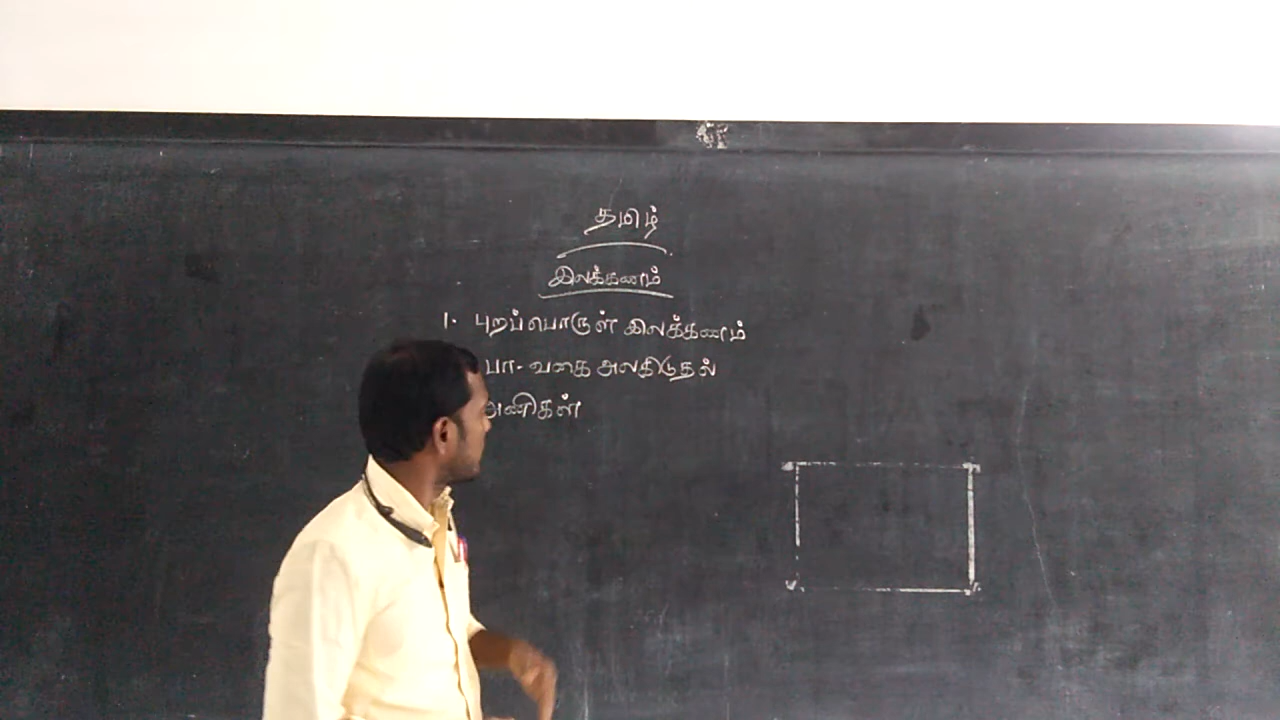 தமிழ்
இலக்கணம்
1. புறப்பொருள் இலக்கணம்
பா- வகை அலகிடுதல்
அணிகள்